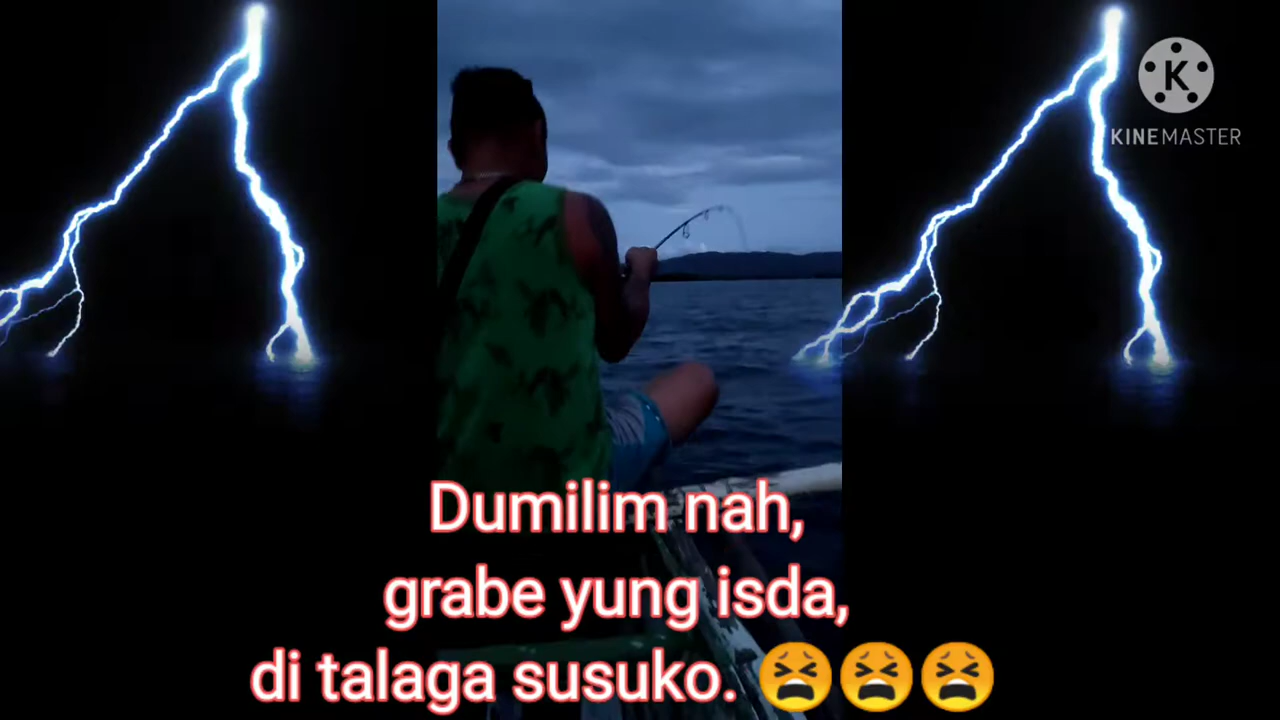 KINEMASTER
Dumilim nah,
grabe yung isda,
di talaga susuko. 😫😫😫